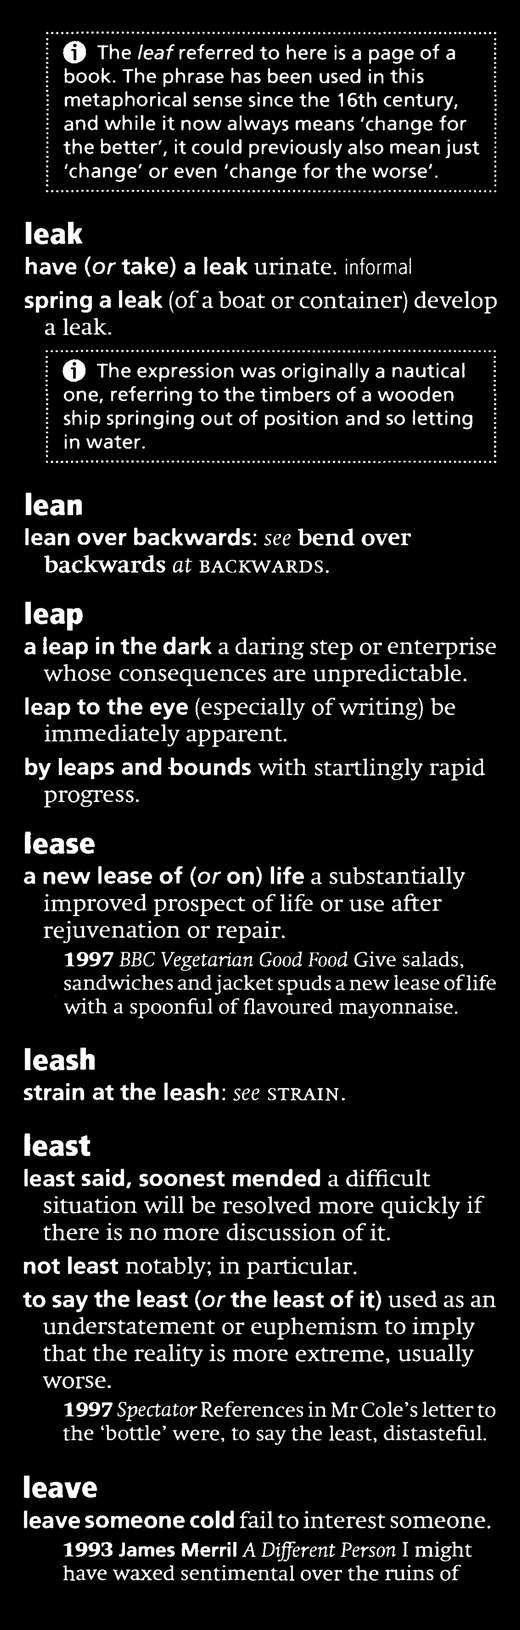 ⓘ The leaf referred to here is a page of a
book. The phrase has been used in this
metaphorical sense since the 16th century,
and while it now always means ‘change for
the better’, it could previously also mean just
‘change’ or even ‘change for the worse’.
leak
have (or take) a leak urinate. informal
spring a leak (of a boat or container) develop
a leak.
ⓘ The expression was originally a nautical
one, referring to the timbers of a wooden
ship springing out of position and so letting
in water.
lean
lean over backwards: see bend over
backwards at BACKWARDS.
leap
a leap in the dark a daring step or enterprise
whose consequences are unpredictable.
leap to the eye (especially of writing) be
immediately apparent.
by leaps and bounds with startlingly rapid
progress.
lease
a new lease of (or on) life a substantially
improved prospect of life or use after
rejuvenation or repair.
1997 BBC Vegetarian Good Food Give salads,
sandwiches and jacket spuds a new lease of life
with a spoonful of flavoured mayonnaise.
leash
strain at the leash: see STRAIN.
least
least said, soonest mended a difficult
situation will be resolved more quickly if
there is no more discussion of it.
not least notably; in particular.
to say the least (or the least of it) used as an
understatement or euphemism to imply
that the reality is more extreme, usually
worse.
1997 Spectator References in Mr Cole’s letter to
the ‘bottle’ were, to say the least, distasteful.
leave
leave someone cold fail to interest someone.
1993 James Merril A Different Person I might
have waxed sentimental over the ruins of